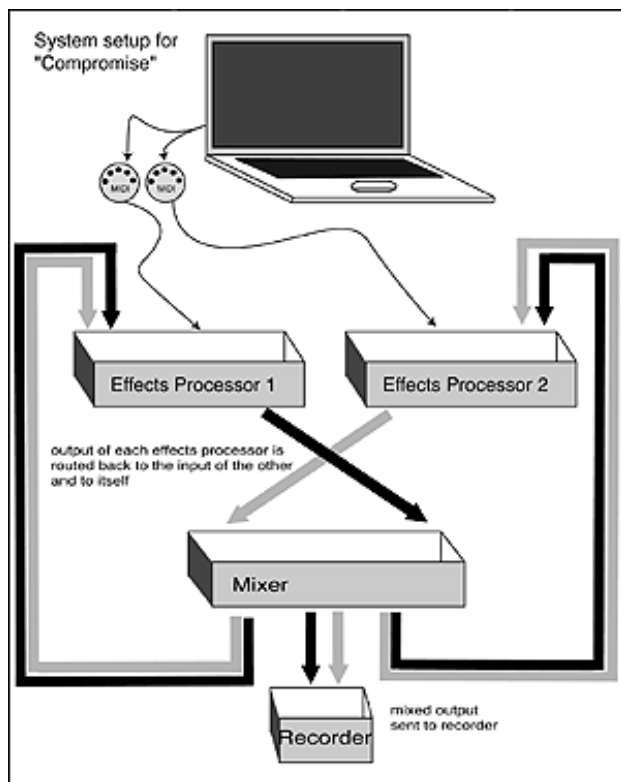 System setup for
"Compromise"
MIDI
MIDI
Effects Processor 1
Effects Processor 2
output of each effects processor is
routed back to the input of the other
and to itself
Mixer
mixed output
sent to recorder
Recorder